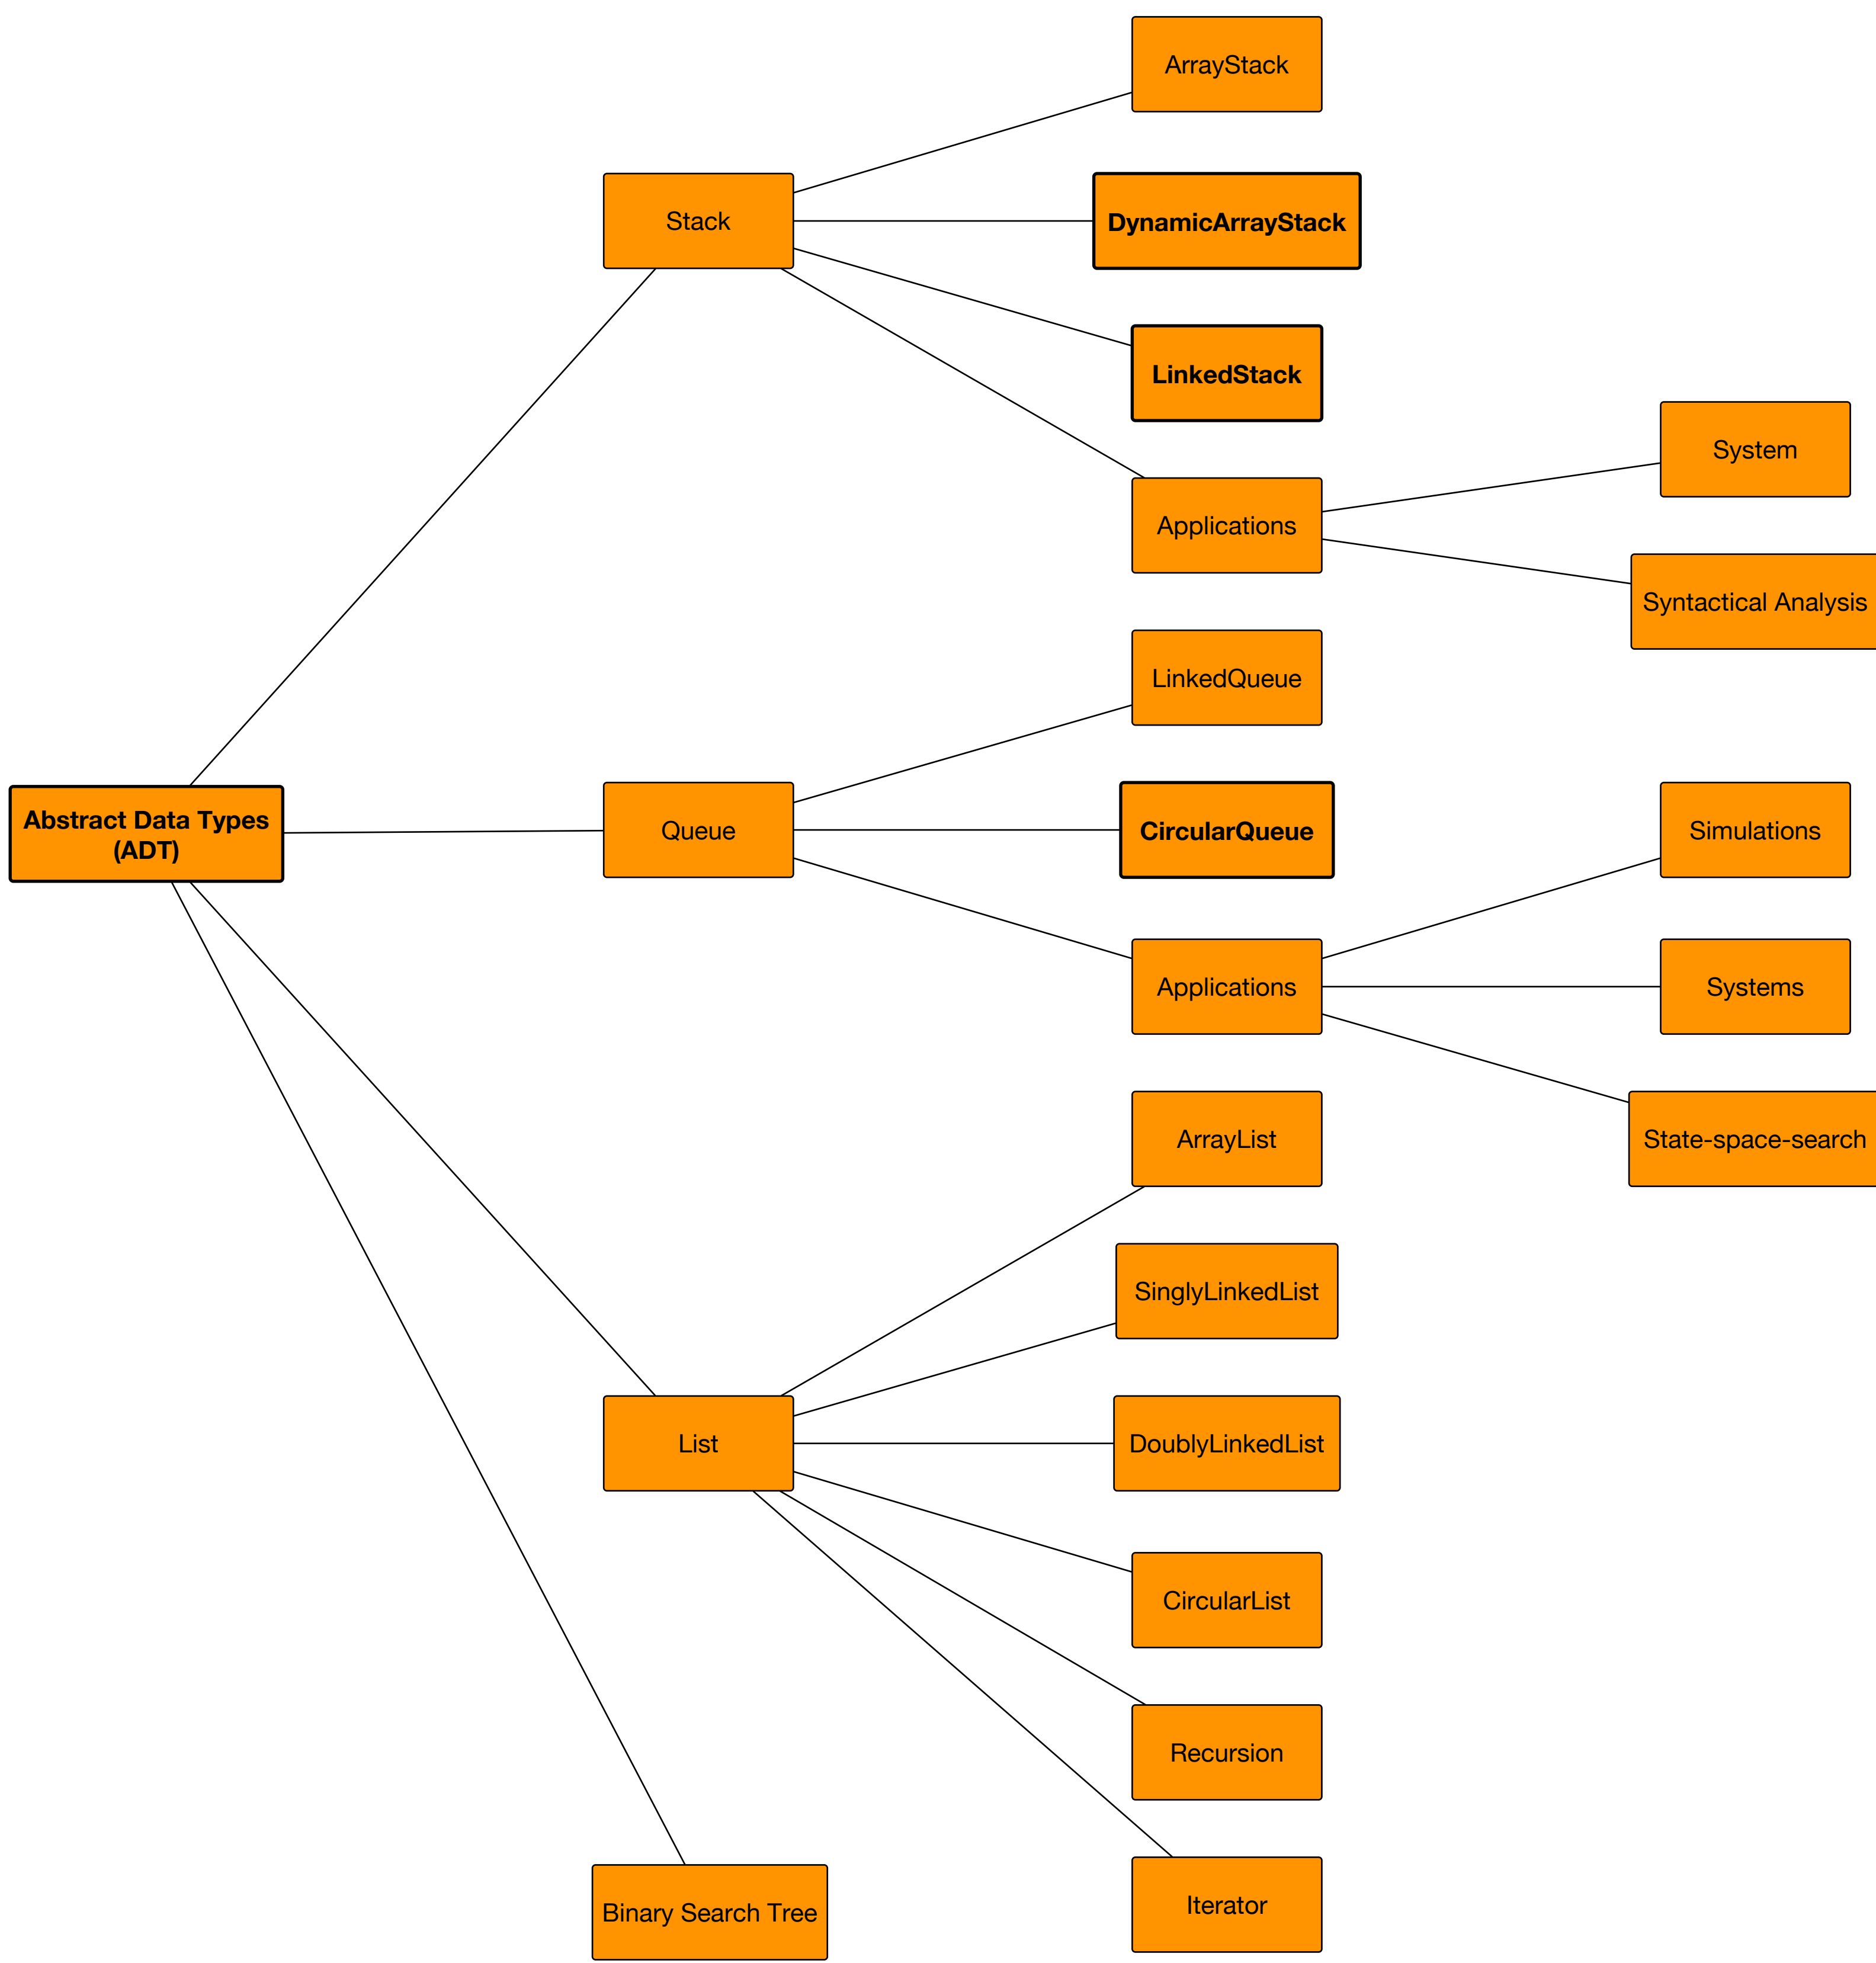 ArrayStack
Stack
DynamicArrayStack
LinkedStack
System
Applications
Syntactical Analysis
LinkedQueue
Abstract Data Types
(ADT)
Queue
CircularQueue
Simulations
Applications
Systems
ArrayList
State-space-search
SinglyLinkedList
List
DoublyLinkedList
CircularList
Recursion
Iterator
Binary Search Tree